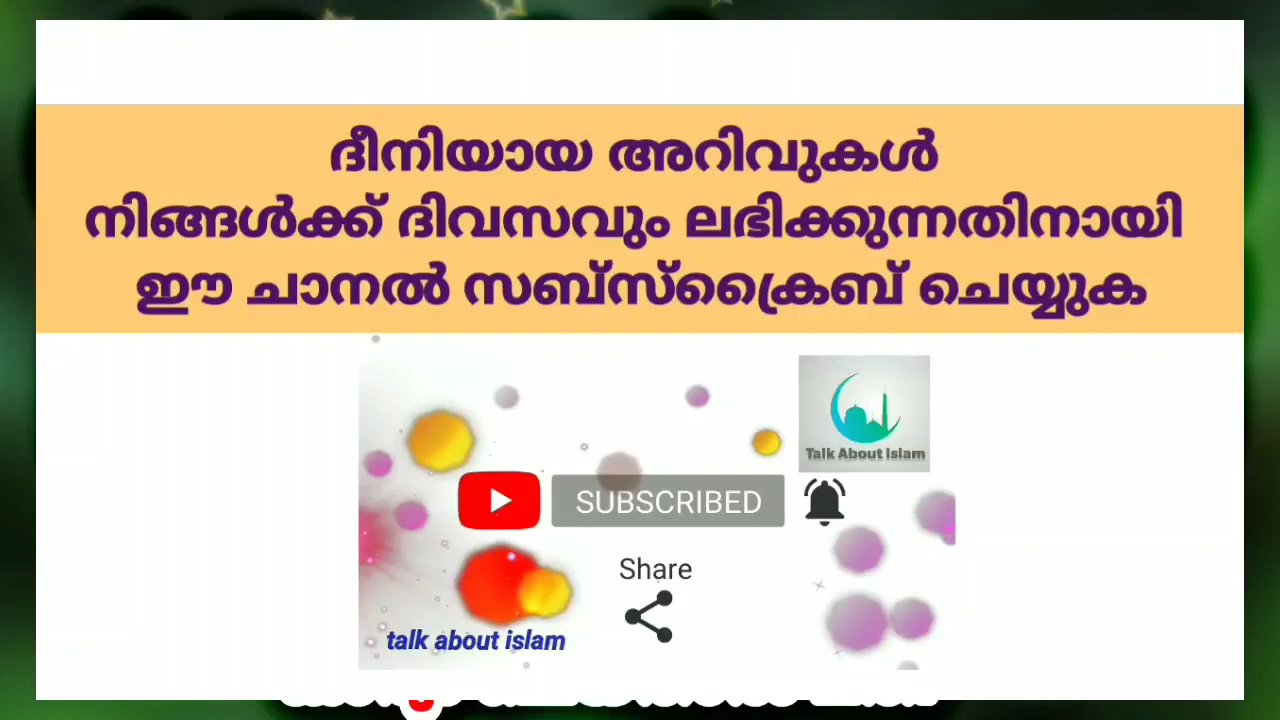 ദീനിയായ അറിവുകൾ
നിങ്ങൾക്ക് ദിവസവും ലഭിക്കുന്നതിനായി
ഈ ചാനൽ സബ്സ്ക്രൈബ് ചെയ്യുക
Talk About Islam
SUBSCRIBED
Share
talk about islam